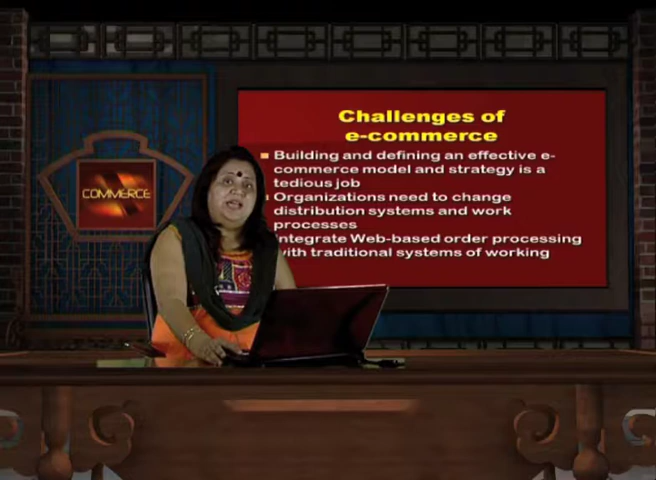 Challenges of
e-commerce
COMMERCE
Building and defining an effective e-
commerce model and strategy is a
tedious job
Organizations need to change
distribution systems and work
processes
Integrate Web-based order processing
with traditional systems of working